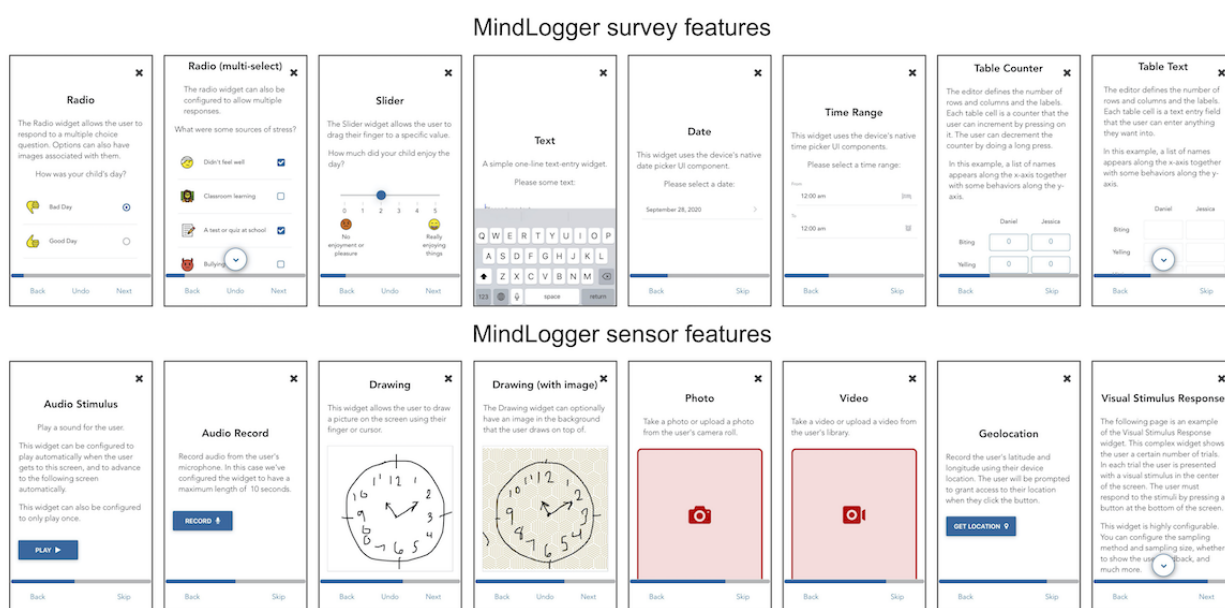 MindLogger survey features
Radio
The Radio widget allows the user to
respond to a multiple choice
question. Options can also have
images associated with them.
How was your child's day?
Bad Day
Good Day
Back Undo Next
Radio (multi-select)
The radio widget can also be
configured to allow multiple
responses.
What were some sources of stress?
Didn't feel well
Classroom learning
A test or quiz at school
Bullying
Back Undo Next
Slider
The Slider widget allows the user to
drag their finger to a specific value.
How much did your child enjoy the
day?
0 1 2 3 4 5
No
enjoyment or
pleasure
Really
enjoying
things
Back Undo Next
Text
A simple one-line text-entry widget.
Please some text:
Q W E R T Y U I O P
A S D F G H J K L
Z X C V B N M
123 space return
Date
This widget uses the device's native
date picker UI component.
Please select a date:
September 28, 2020
Back Skip
Time Range
This widget uses the device's native
time picker UI components.
Please select a time range:
From
12:00 am
To
12:00 am
Back Skip
Table Counter
The editor defines the number of
rows and columns and the labels.
Each table cell is a counter that the
user can increment by pressing on
it. The user can decrement the
counter by doing a long press.
In this example, a list of names
appears along the x-axis together
with some behaviors along the y-
axis.
Daniel Jessica
Biting 0 0
Yelling 0 0
Back Skip
Table Text
The editor defines the number of
rows and columns and the labels.
Each table cell is a text entry field
that the user can enter anything
they want into.
In this example, a list of names
appears along the x-axis together
with some behaviors along the y-
axis.
Daniel Jessica
Biting
Yelling
Back Skip
MindLogger sensor features
Audio Stimulus
Play a sound for the user.
This widget can be configured to
play automatically when the user
gets to this screen, and to advance
to the following screen
automatically.
This widget can also be configured
to only play once.
PLAY
Back Skip
Audio Record
Record audio from the user's
microphone. In this case we've
configured the widget to have a
maximum length of 10 seconds.
RECORD
Back Skip
Drawing
This widget allows the user to draw
a picture on the screen using their
finger or cursor.
12 1 2 3 4 5 6 7 8 9 10 11
Back Undo Next
Drawing (with image)
The Drawing widget can optionally
have an image in the background
that the user draws on top of.
12 1 2 3 4 5 6 7 8 9 10 11
Back Undo Next
Photo
Take a photo or upload a photo
from the user's camera roll.
Back Skip
Video
Take a video or upload a video from
the user's library.
Back Skip
Geolocation
Record the user's latitude and
longitude using their device
location. The user will be prompted
to grant access to their location
when they click the button.
GET LOCATION
Back Skip
Visual Stimulus Response
The following page is an example
of the Visual Stimulus Response
widget. This complex widget shows
the user a certain number of trials.
In each trial the user is presented
with a visual stimulus in the center
of the screen. The user must
respond to the stimuli by pressing a
button at the bottom of the screen.
This widget is highly configurable.
You can configure the sampling
method and sampling size, whether
to show the user and
much more.
Back Next